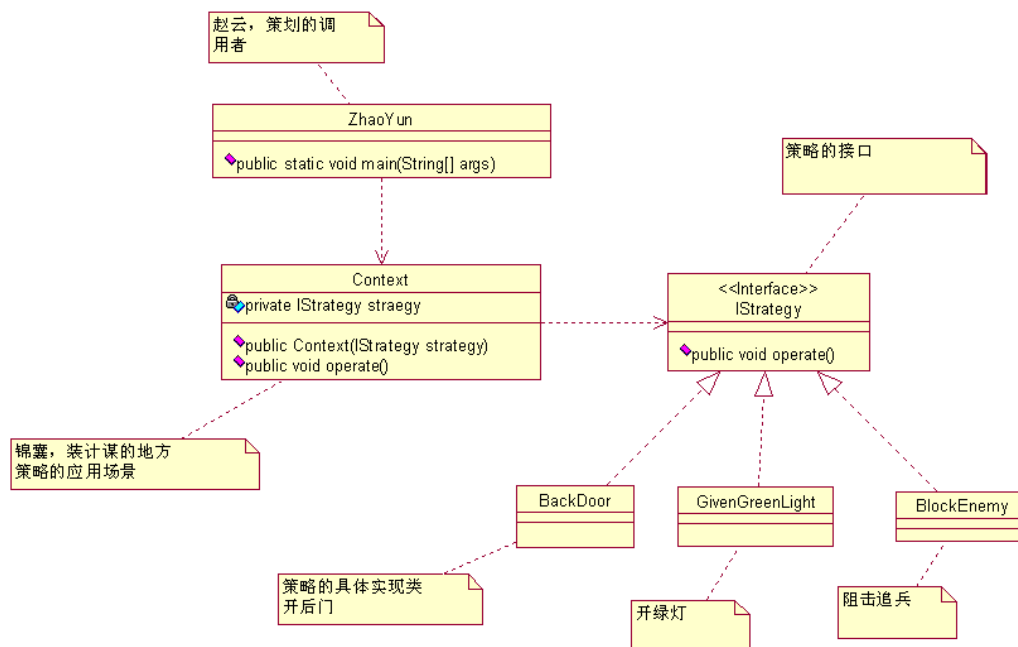 赵云，策划的调
用者
ZhaoYun
public static void main(String[] args)
策略的接口
Context
private IStrategy straegy
public Context(IStrategy strategy)
public void operate()
<<Interface>>
IStrategy
public void operate()
锦囊，装计谋的地方
策略的应用场景
BackDoor
GivenGreenLight
BlockEnemy
策略的具体实现类
开后门
开绿灯
阻击追兵